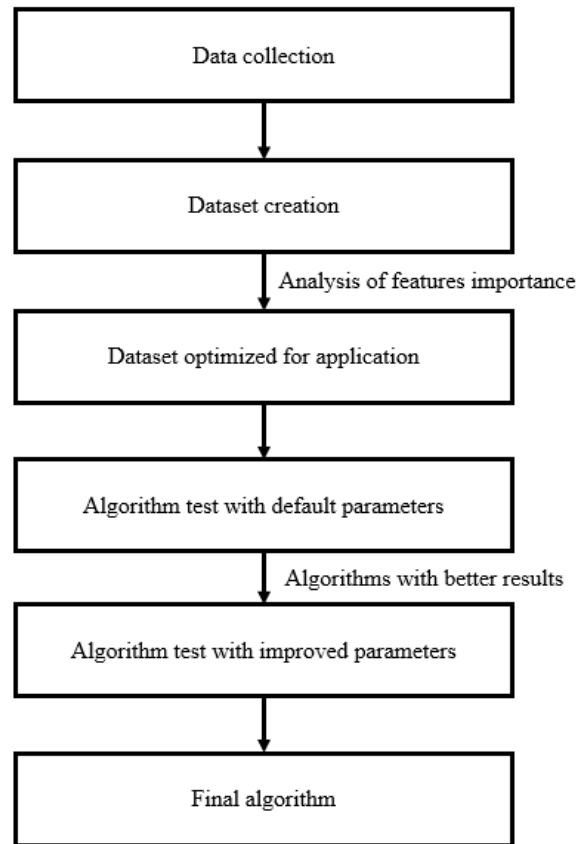 Data collection
Dataset creation
Analysis of features importance
Dataset optimized for application
Algorithm test with default parameters
Algorithms with better results
Algorithm test with improved parameters
Final algorithm